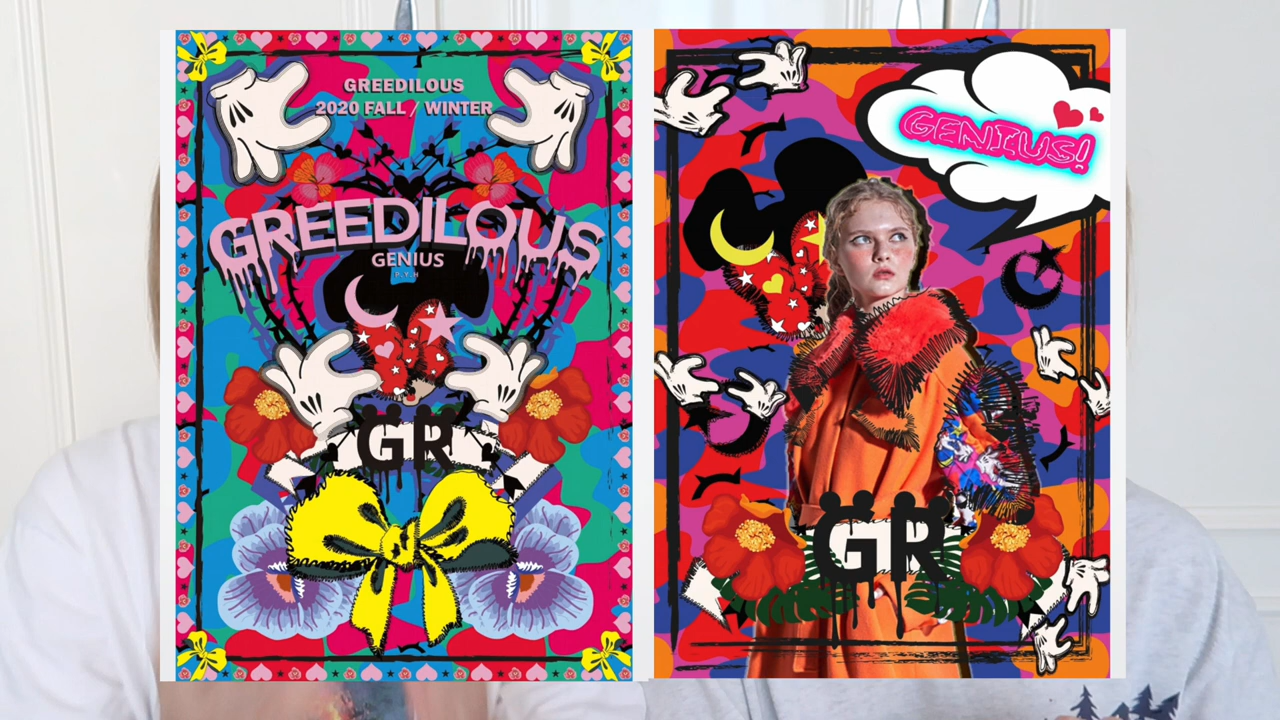 GREEDILOUS
2020 FALL / WINTER
GREEDILOUS
GENIUS
P.Y.H
GR
GENIUS!
GR